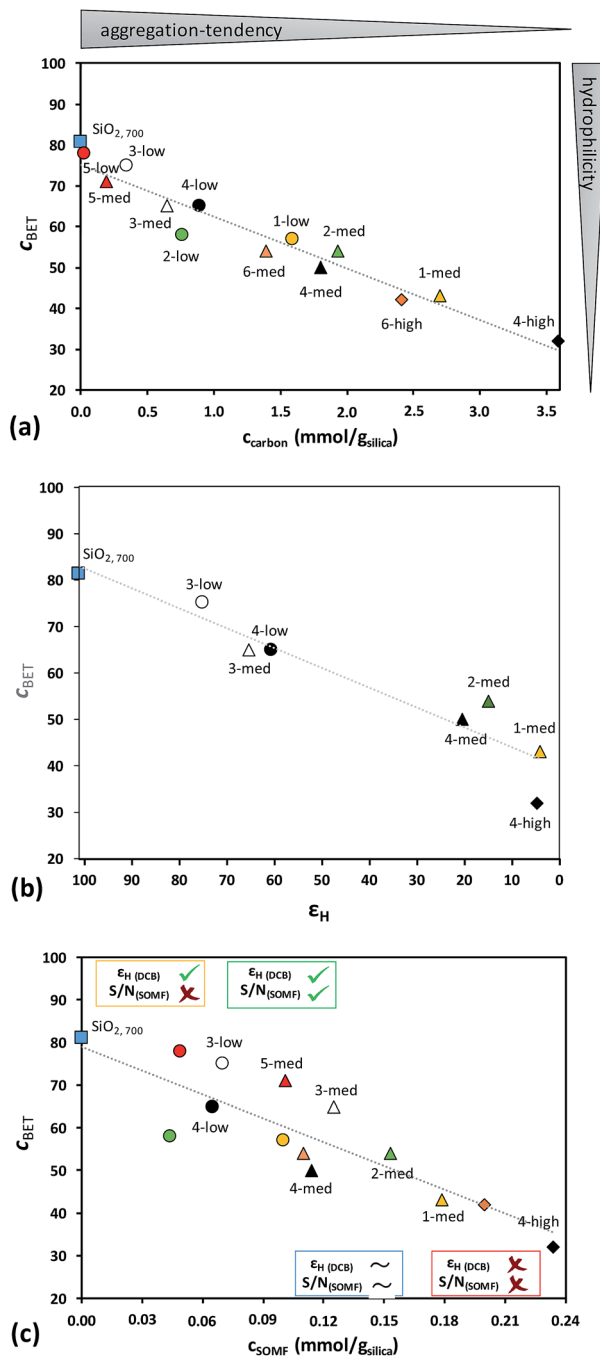 aggregation-tendency
hydrophilicity
100
90
80
70
60
50
40
30
20
c_BET
SiO2, 700
3-low
5-low
5-med
4-low
3-med
2-low
1-low
2-med
6-med
4-med
1-med
6-high
4-high
0.0 0.5 1.0 1.5 2.0 2.5 3.0 3.5
(a)
c_carbon (mmol/g_silica)
100
90
80
70
60
50
40
30
20
c_BET
SiO2, 700
3-low
4-low
3-med
2-med
4-med
1-med
4-high
100 90 80 70 60 50 40 30 20 10 0
(b)
εH
100
90
80
70
60
50
40
30
20
c_BET
εH (DCB) ✓
S/N(SOMF) ✗
εH (DCB) ✓
S/N(SOMF) ✓
SiO2, 700
3-low
5-med
3-med
4-low
4-med
2-med
1-med
4-high
εH (DCB) ~
S/N(SOMF) ~
εH (DCB) ✗
S/N(SOMF) ✗
0.00 0.03 0.06 0.09 0.12 0.15 0.18 0.21 0.24
(c)
c_SOMF (mmol/g_silica)